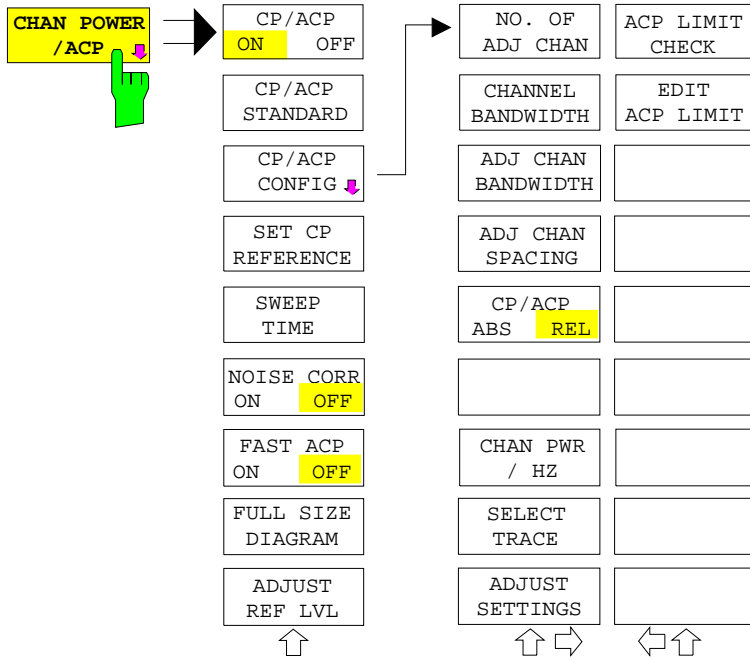 CHAN POWER
/ACP
CP/ACP
ON OFF
CP/ACP
STANDARD
CP/ACP
CONFIG
SET CP
REFERENCE
SWEEP
TIME
NOISE CORR
ON OFF
FAST ACP
ON OFF
FULL SIZE
DIAGRAM
ADJUST
REF LVL
NO. OF
ADJ CHAN
CHANNEL
BANDWIDTH
ADJ CHAN
BANDWIDTH
ADJ CHAN
SPACING
CP/ACP
ABS REL
CHAN PWR
/ HZ
SELECT
TRACE
ADJUST
SETTINGS
ACP LIMIT
CHECK
EDIT
ACP LIMIT